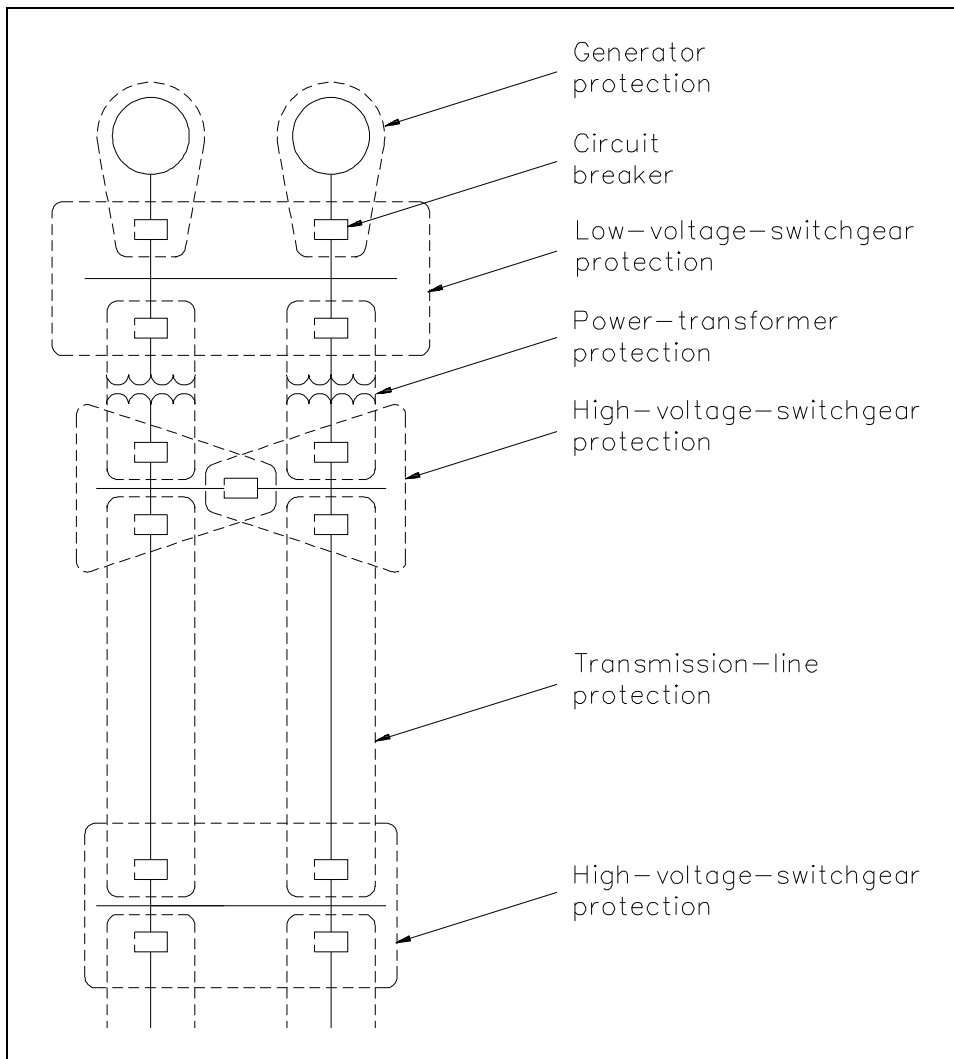 Generator
protection
Circuit
breaker
Low-voltage-switchgear
protection
Power-transformer
protection
High-voltage-switchgear
protection
Transmission-line
protection
High-voltage-switchgear
protection